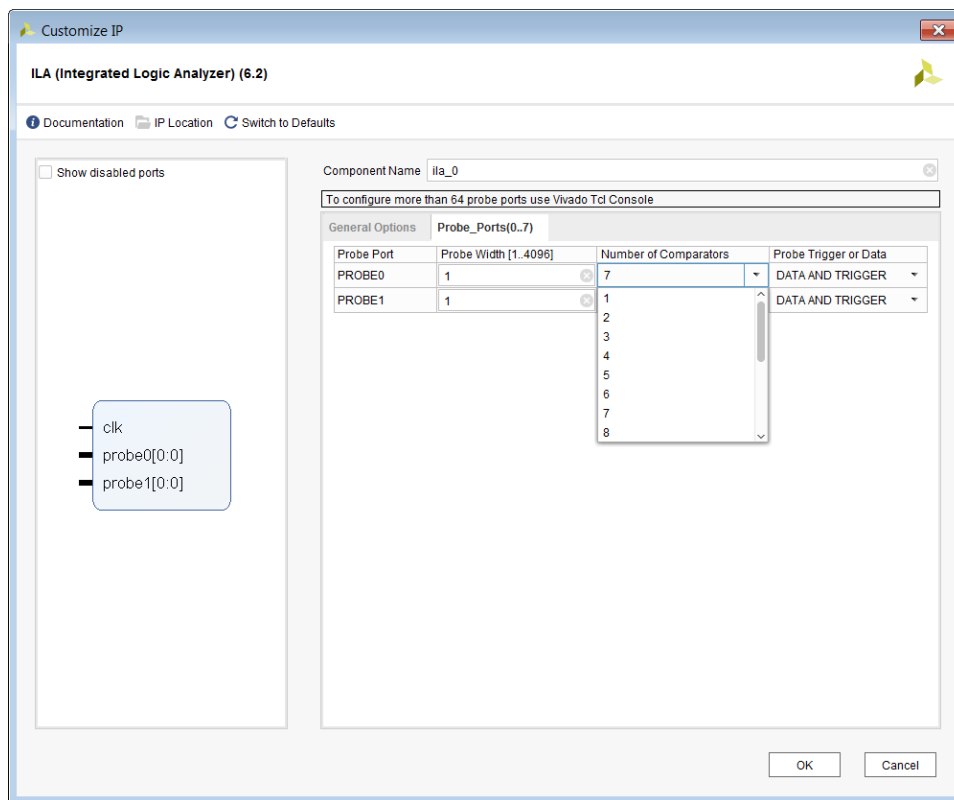 Customize IP
ILA (Integrated Logic Analyzer) (6.2)
Documentation IP Location Switch to Defaults
Show disabled ports
clk
probe0[0:0]
probe1[0:0]
Component Name ila_0
To configure more than 64 probe ports use Vivado Tcl Console
General Options Probe_Ports(0..7)
Probe Port Probe Width [1..4096] Number of Comparators Probe Trigger or Data
PROBE0 1 7 DATA AND TRIGGER
PROBE1 1 DATA AND TRIGGER
1
2
3
4
5
6
7
8
OK Cancel